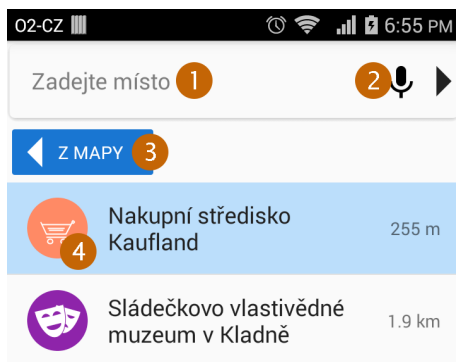 O2-CZ 6:55 PM
Zadejte místo 1 2
Z MAPY 3
Nakupní středisko
Kaufland 255 m
4
Sládečkovo vlastivědné
muzeum v Kladně 1.9 km